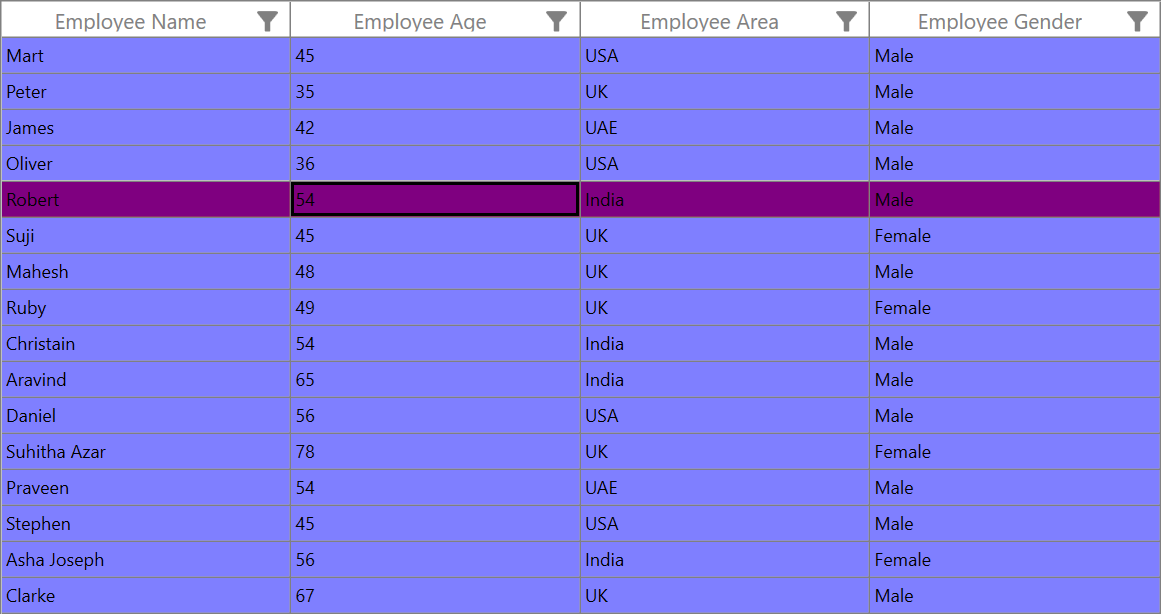 Employee Name Employee Age Employee Area Employee Gender
Mart 45 USA Male
Peter 35 UK Male
James 42 UAE Male
Oliver 36 USA Male
Robert 54 India Male
Suji 45 UK Female
Mahesh 48 UK Male
Ruby 49 UK Female
Christain 54 India Male
Aravind 65 India Male
Daniel 56 USA Male
Suhitha Azar 78 UK Female
Praveen 54 UAE Male
Stephen 45 USA Male
Asha Joseph 56 India Female
Clarke 67 UK Male